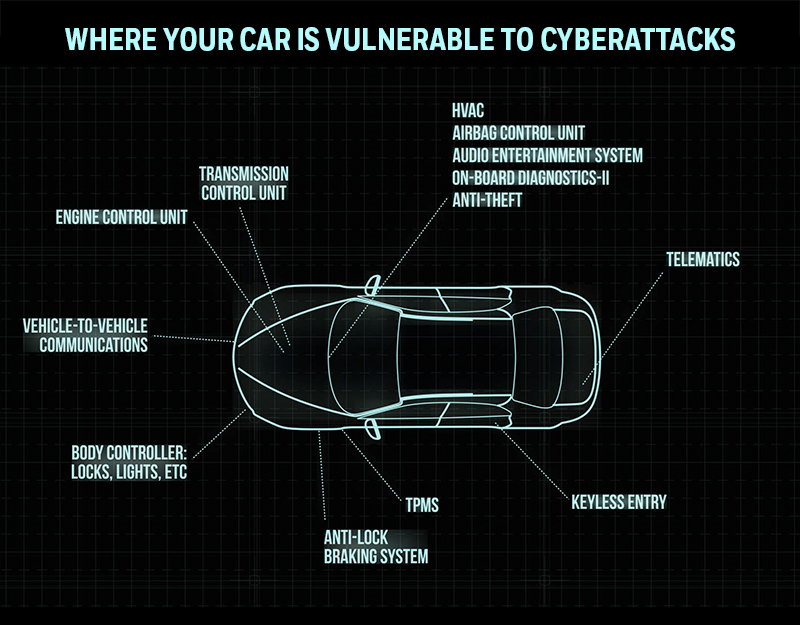 WHERE YOUR CAR IS VULNERABLE TO CYBERATTACKS
HVAC
AIRBAG CONTROL UNIT
AUDIO ENTERTAINMENT SYSTEM
ON-BOARD DIAGNOSTICS-II
ANTI-THEFT
TRANSMISSION
CONTROL UNIT
ENGINE CONTROL UNIT
TELEMATICS
VEHICLE-TO-VEHICLE
COMMUNICATIONS
BODY CONTROLLER:
LOCKS, LIGHTS, ETC
TPMS
KEYLESS ENTRY
ANTI-LOCK
BRAKING SYSTEM